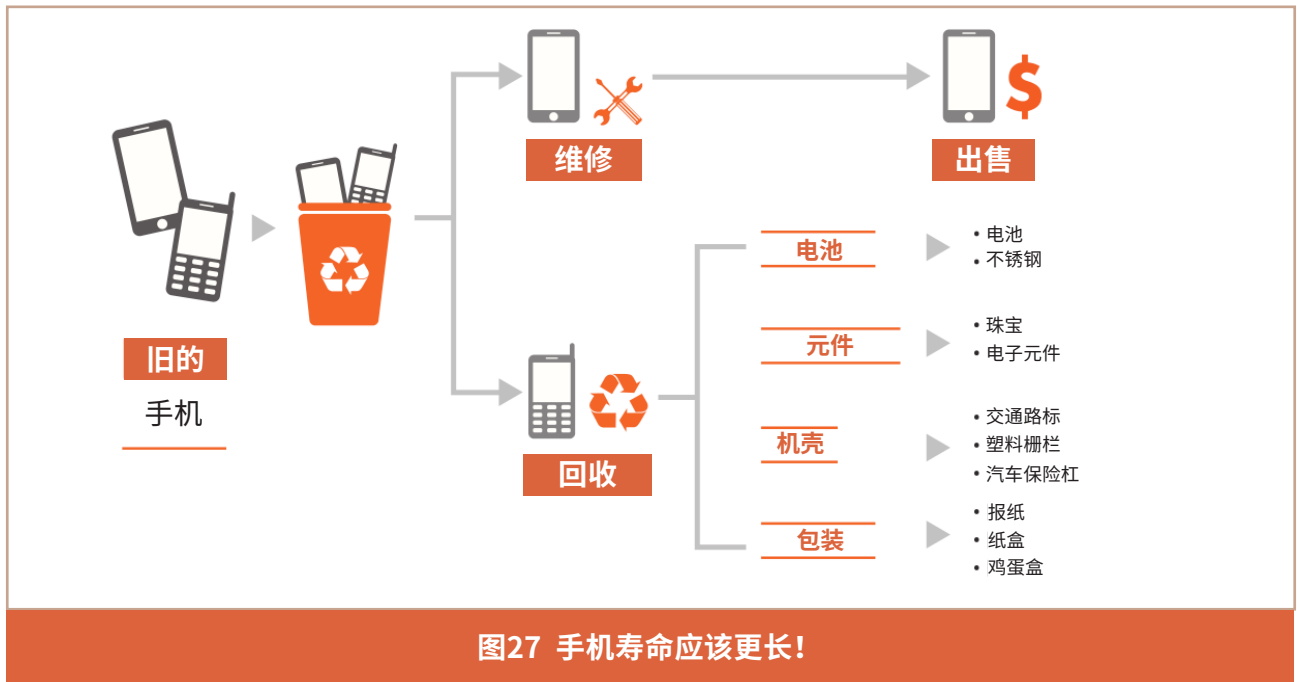 维修
出售
旧的
手机
回收
电池
• 电池
• 不锈钢
元件
• 珠宝
• 电子元件
机壳
• 交通路标
• 塑料栅栏
• 汽车保险杠
包装
• 报纸
• 纸盒
• 鸡蛋盒
图27 手机寿命应该更长!